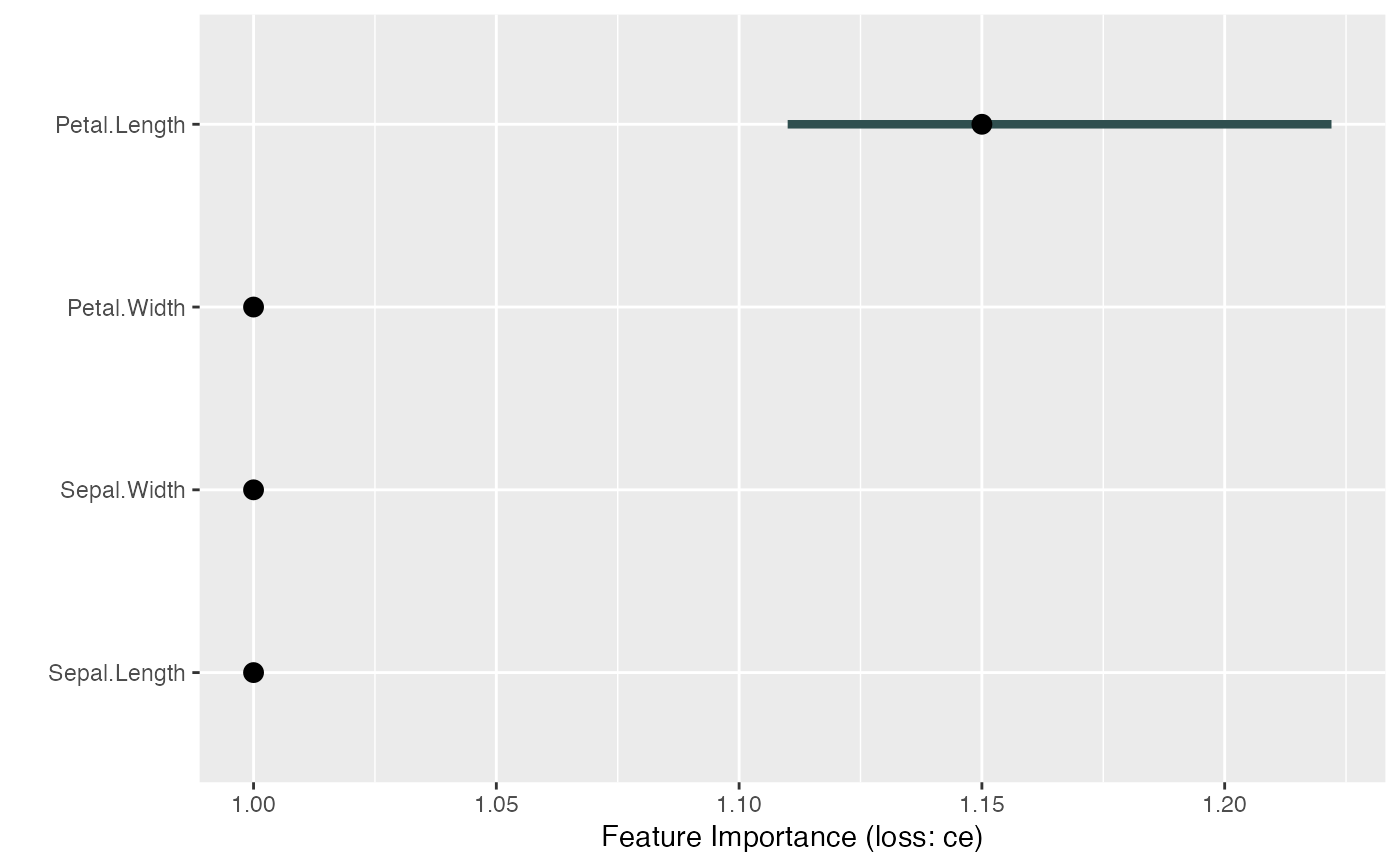 Petal.Length
Petal.Width
Sepal.Width
Sepal.Length
1.00 1.05 1.10 1.15 1.20
Feature Importance (loss: ce)